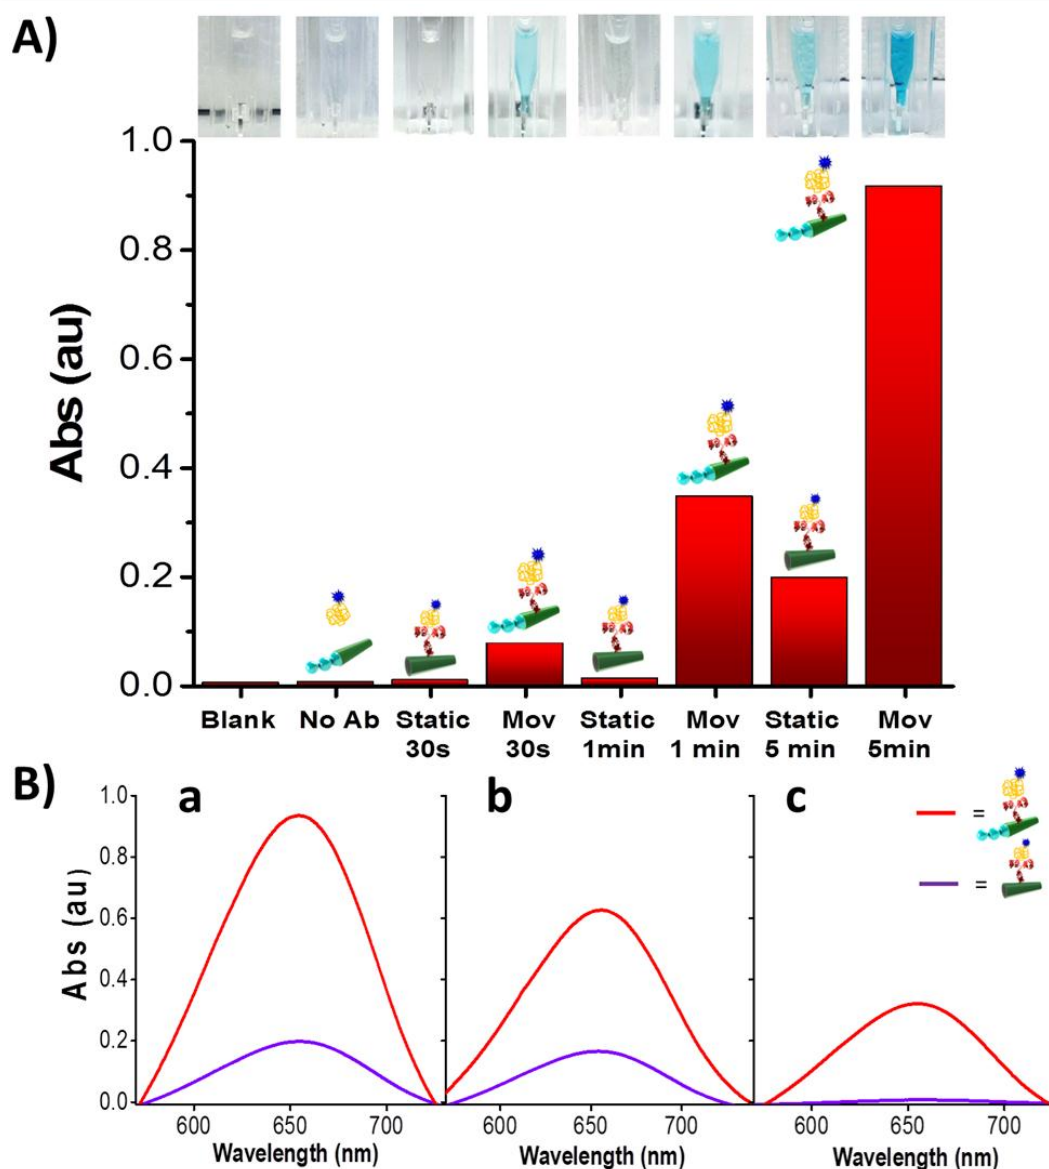 A)
1.0
0.8
0.6
0.4
0.2
0.0
Abs (au)
Blank No Ab Static Mov Static Mov Static Mov
30s 30s 1min 1 min 5 min 5min
B) a b c
1.0
0.8
0.6
0.4
0.2
0.0
Abs (au)
= 
=
600 650 700 600 650 700 600 650 700
Wavelength (nm) Wavelength (nm) Wavelength (nm)